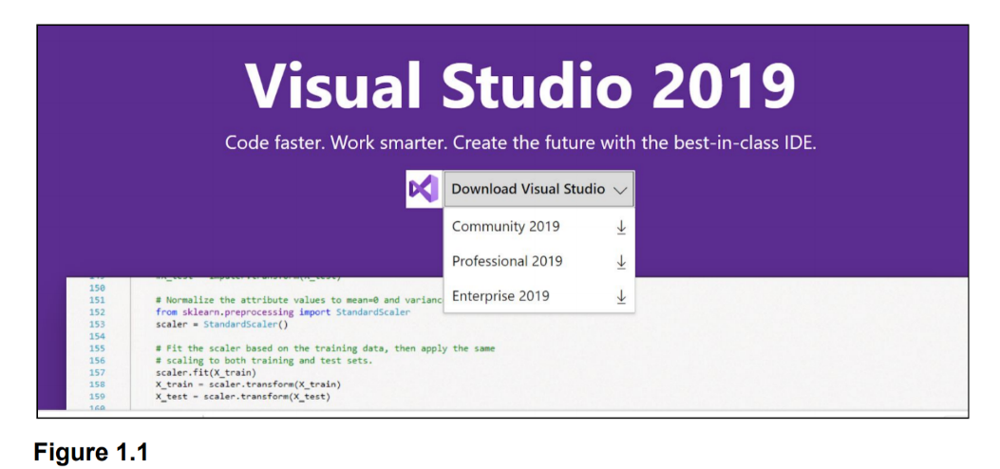 Visual Studio 2019
Code faster. Work smarter. Create the future with the best-in-class IDE.
Download Visual Studio
Community 2019
Professional 2019
Enterprise 2019
X_test = imputer.transform(X_test)
150
151 # Normalize the attribute values to mean=0 and varianc
152 from sklearn.preprocessing import StandardScaler
153 scaler = StandardScaler()
154
155 # Fit the scaler based on the training data, then apply the same
156 # scaling to both training and test sets.
157 scaler.fit(X_train)
158 X_train = scaler.transform(X_train)
159 X_test = scaler.transform(X_test)
160
Figure 1.1